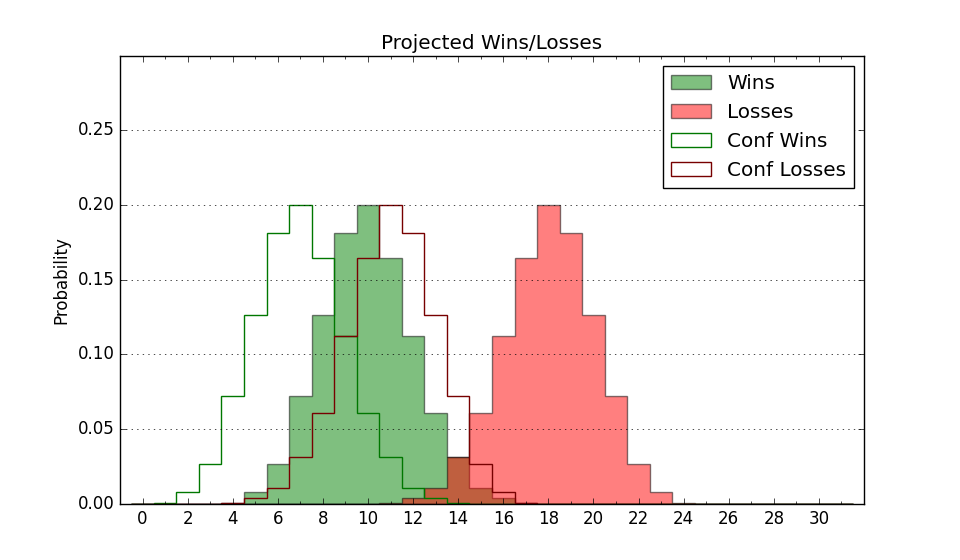 Projected Wins/Losses
Wins
Losses
Conf Wins
Conf Losses
Probability
0.25
0.20
0.15
0.10
0.05
0.00
0 2 4 6 8 10 12 14 16 18 20 22 24 26 28 30